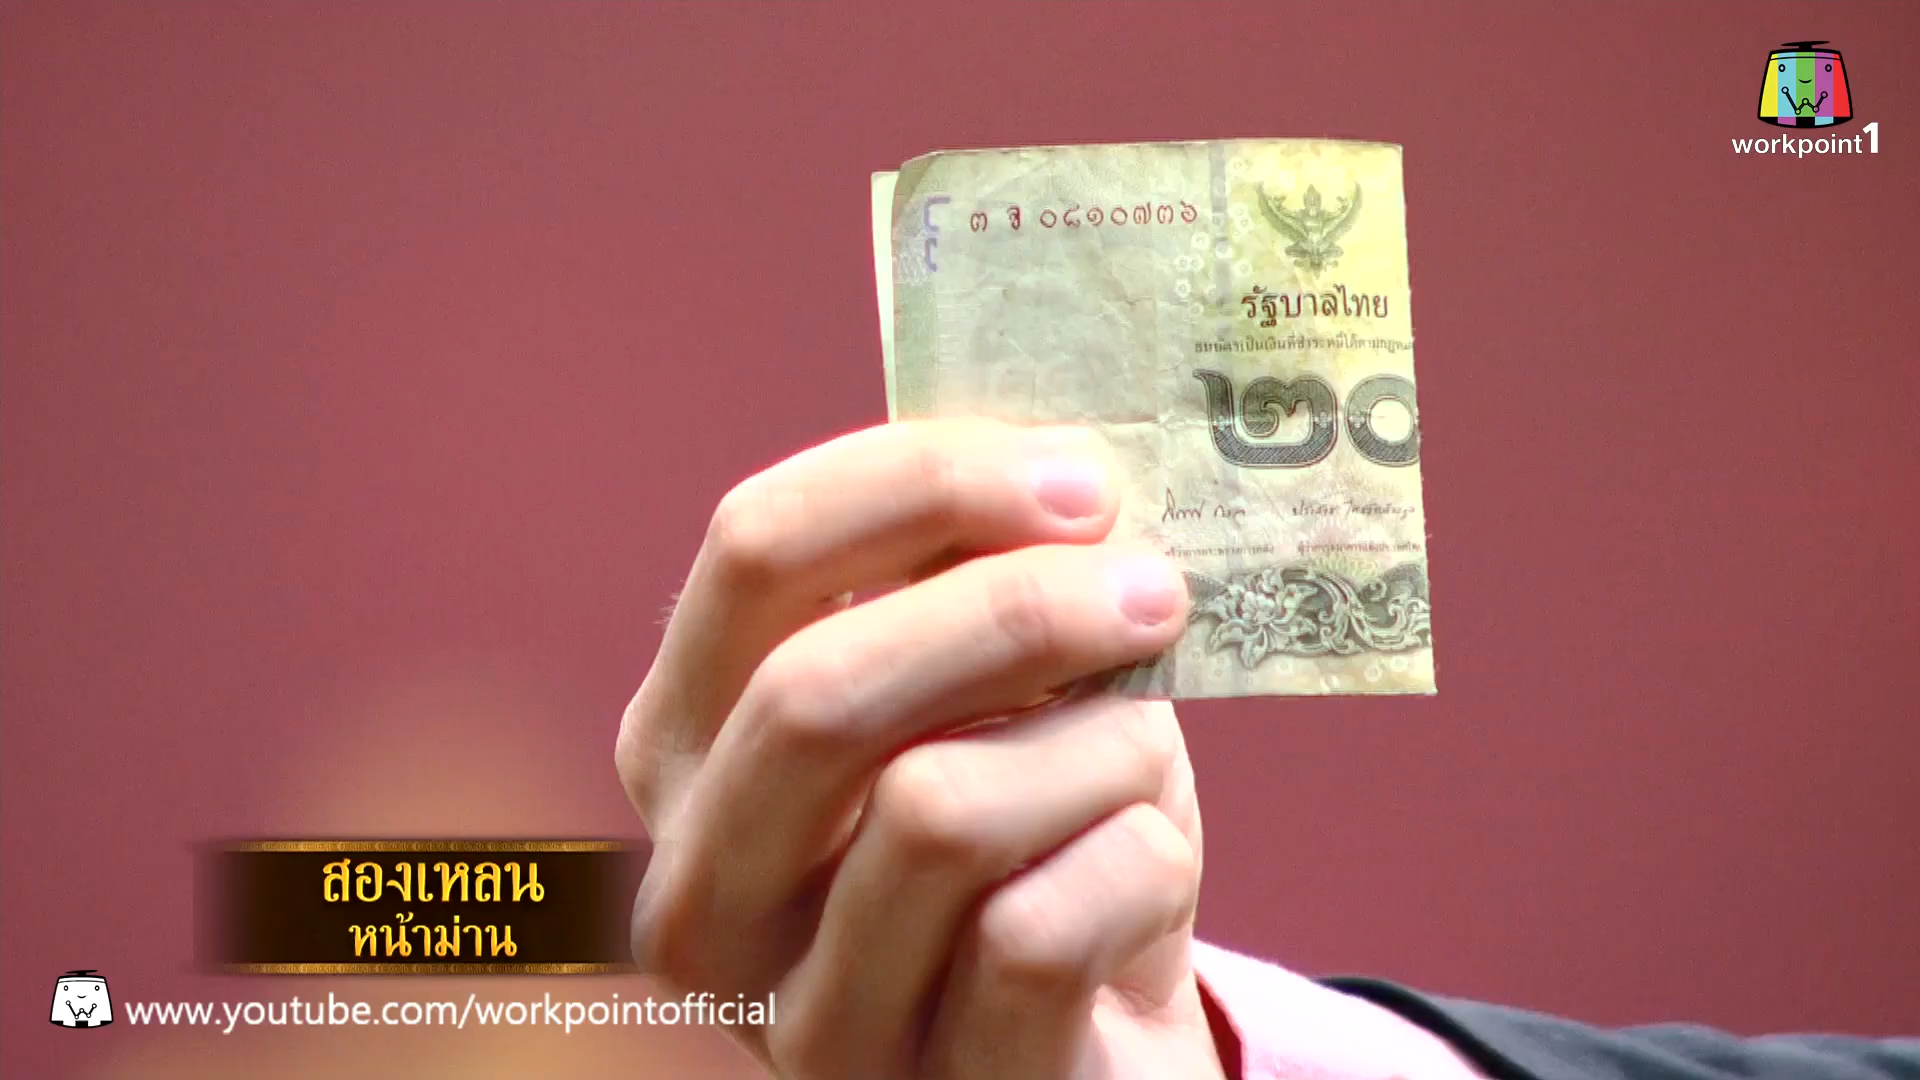 workpoint1
๓ จ ๐๘๑๐๗๓๖
รัฐบาลไทย
ธนบัตรเป็นเงินที่ชำระหนี้ได้ตามกฎหมาย
๒๐
สองเหลน
หน้าม่าน
www.youtube.com/workpointofficial